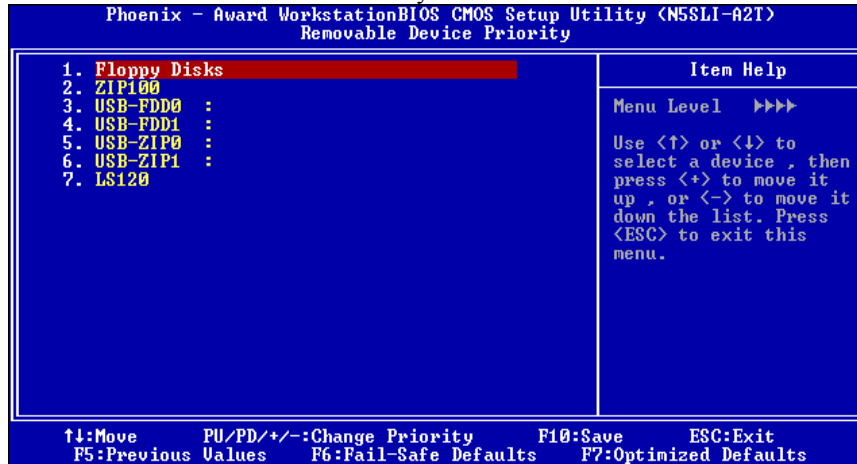 Phoenix - Award WorkstationBIOS CMOS Setup Utility <N5SLI-A2T>
Removable Device Priority
1. Floppy Disks
2. ZIP100
3. USB-FDD0 :
4. USB-FDD1 :
5. USB-ZIP0 :
6. USB-ZIP1 :
7. LS120
Item Help
Menu Level ▶▶▶▶
Use <↑> or <↓> to
select a device , then
press <+> to move it
up , or <-> to move it
down the list. Press
<ESC> to exit this
menu.
↑↓:Move PU/PD/+/-:Change Priority F10:Save ESC:Exit
F5:Previous Values F6:Fail-Safe Defaults F7:Optimized Defaults